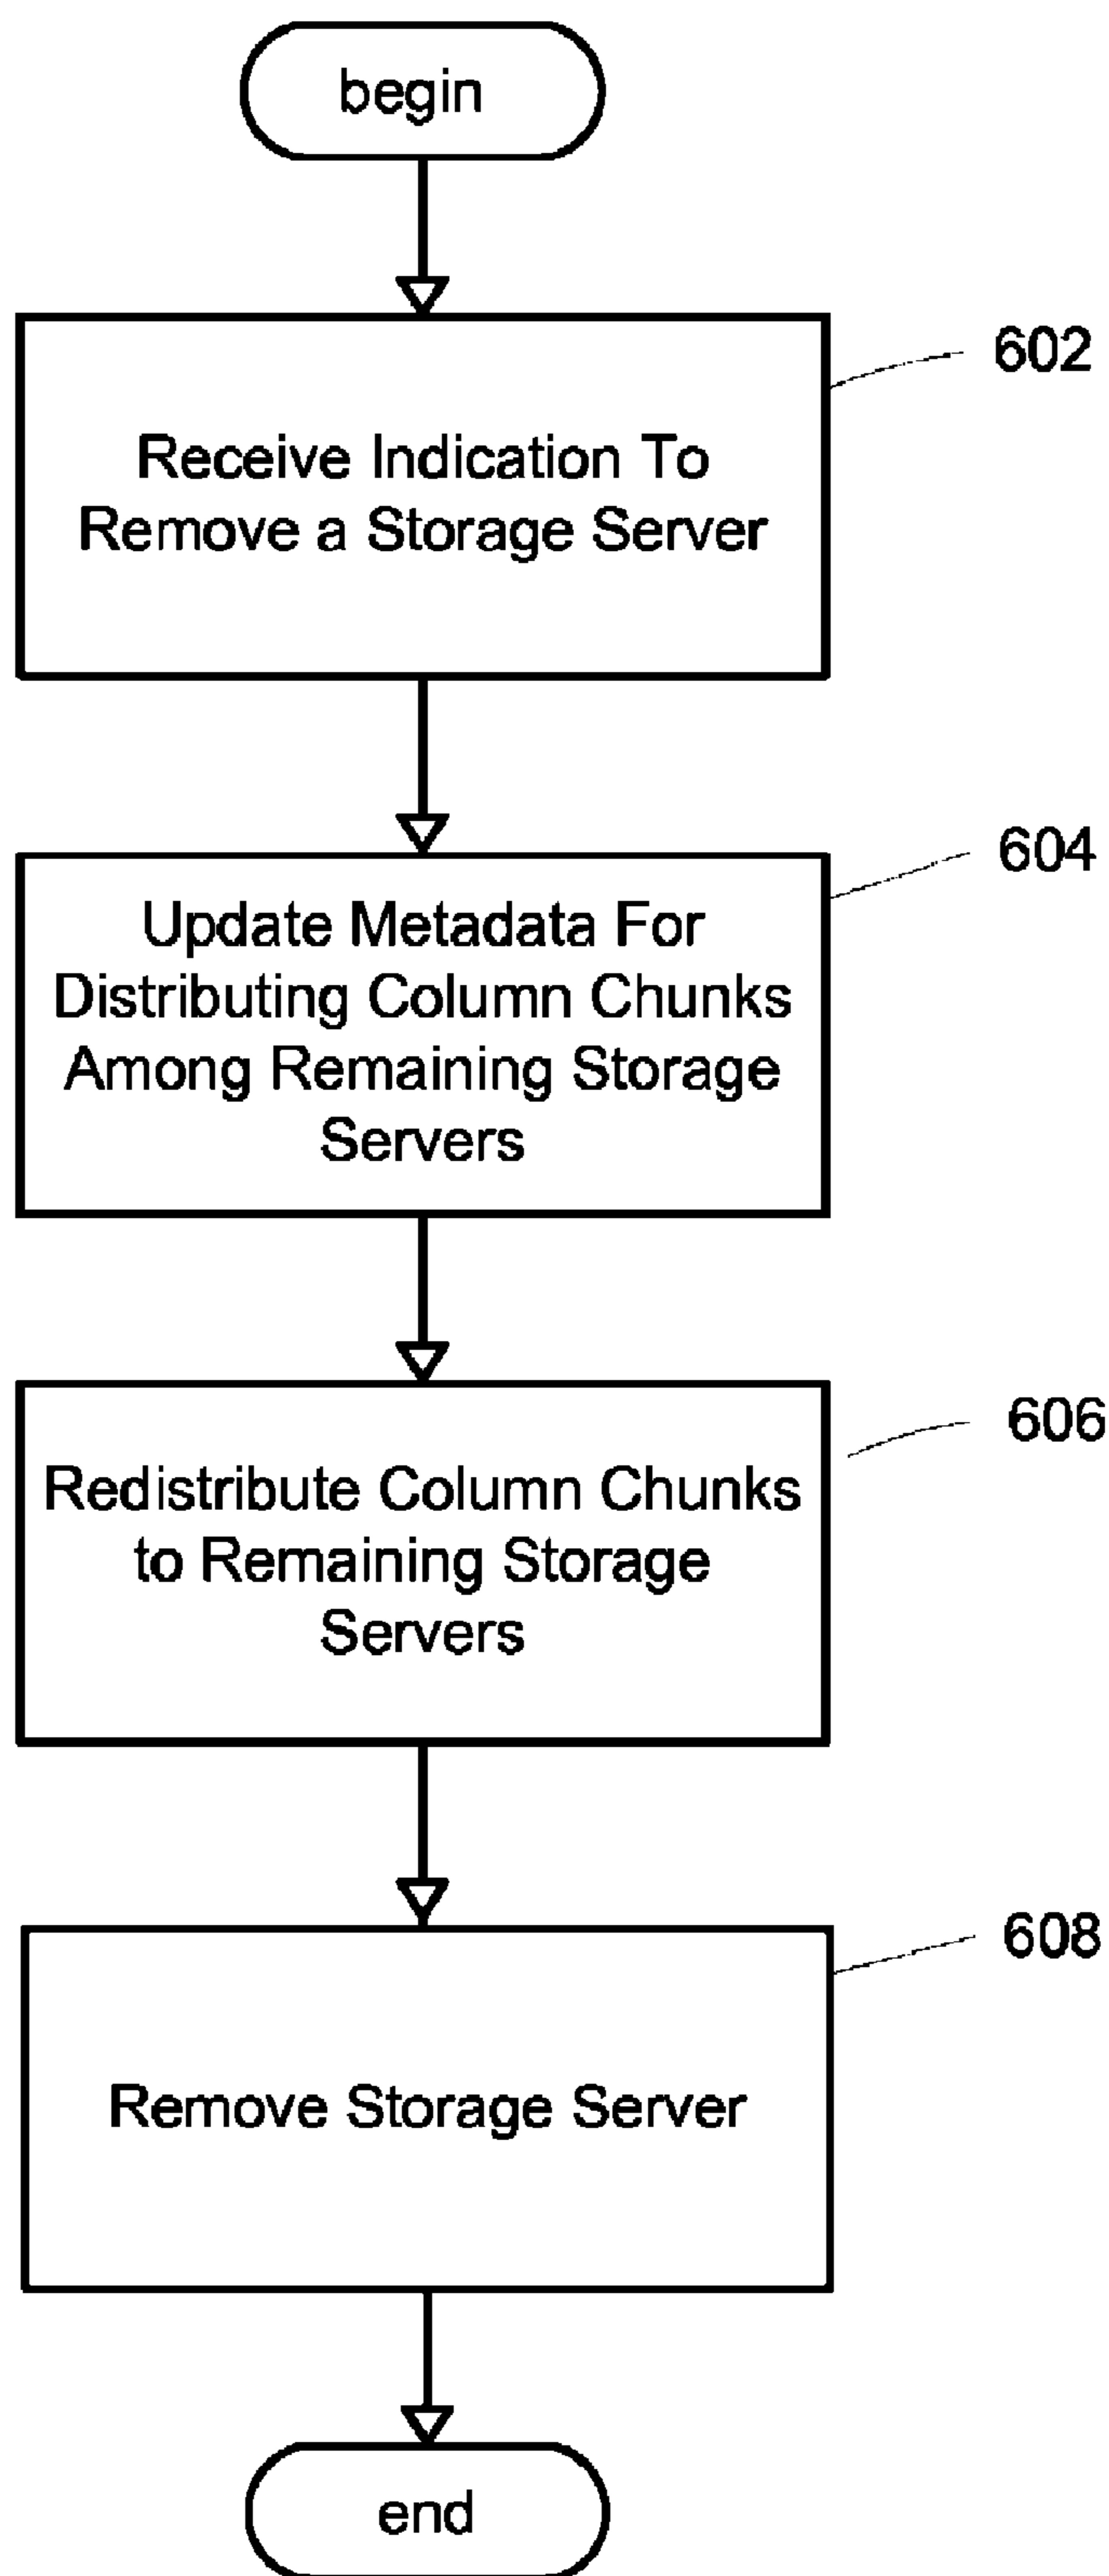 begin
602
Receive Indication To
Remove a Storage Server
604
Update Metadata For
Distributing Column Chunks
Among Remaining Storage
Servers
606
Redistribute Column Chunks
to Remaining Storage
Servers
608
Remove Storage Server
end